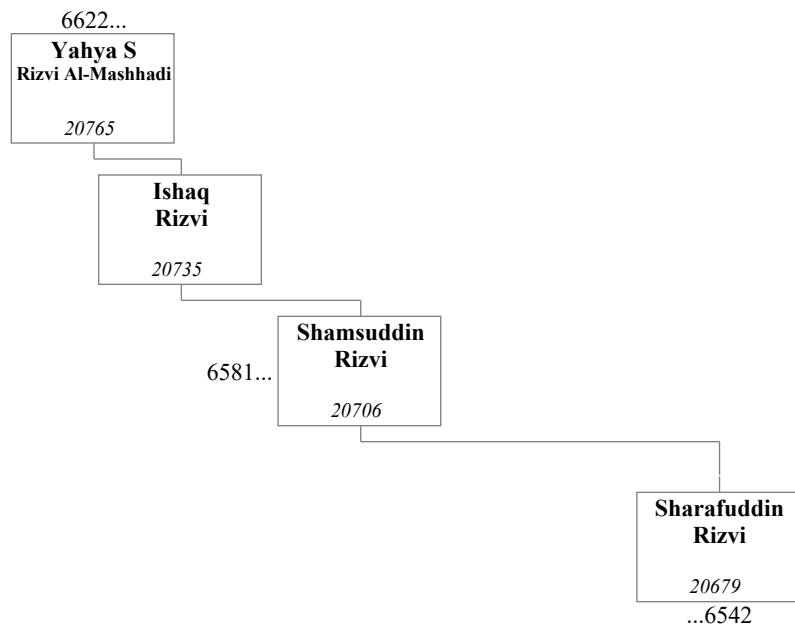 6622...
Yahya S
Rizvi Al-Mashhadi
20765
Ishaq
Rizvi
20735
Shamsuddin
Rizvi
6581...
20706
Sharafuddin
Rizvi
20679
...6542